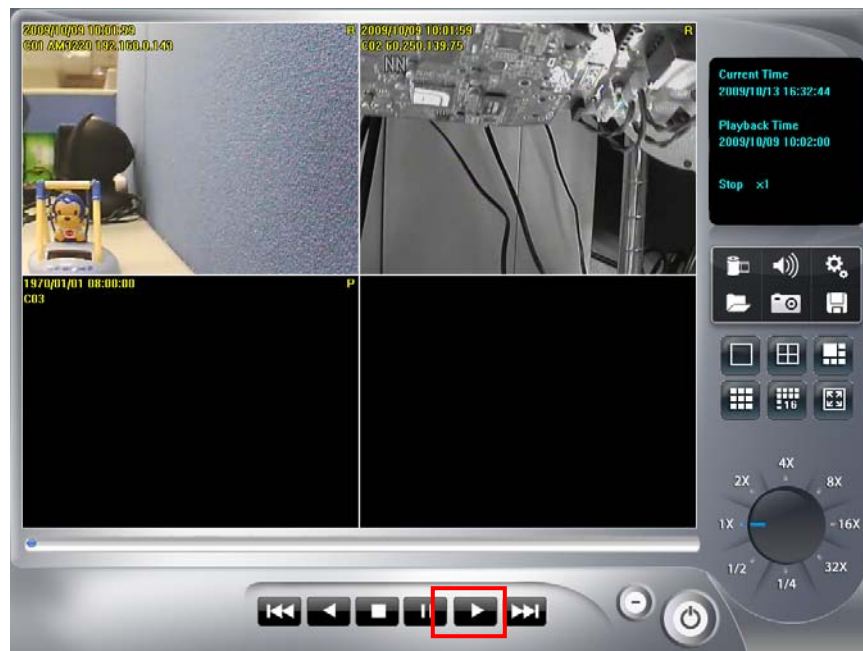 2009/10/09 10:01:59 R
C01 AM1220 192.168.0.149
2009/10/09 10:01:59 R
C02 60.250.139.75
NN
1970/01/01 08:00:00 P
C03
Current Time
2009/10/13 16:32:44
Playback Time
2009/10/09 10:02:00
Stop x1
16
4X
2X 8X
1X 16X
1/2 32X
1/4